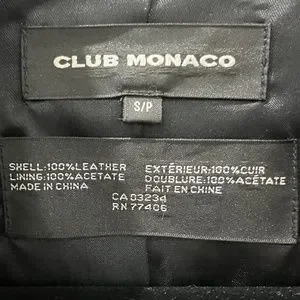 CLUB MONACO
S/P
SHELL:100%LEATHER
LINING:100%ACETATE
MADE IN CHINA
EXTÉRIEUR:100%CUIR
DOUBLURE:100%ACÉTATE
FAIT EN CHINE
CA 03234
RN 77406